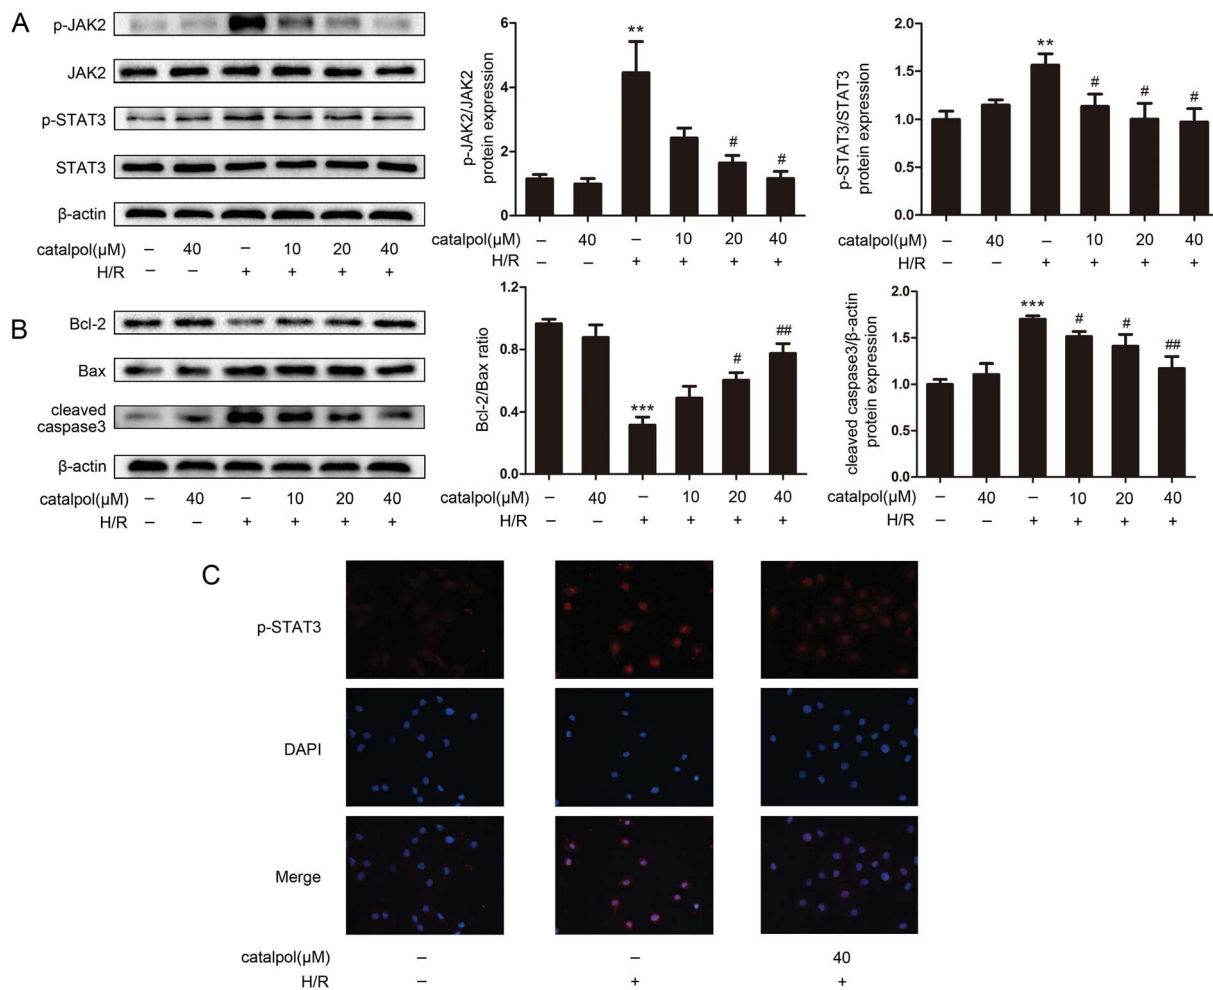 A
p-JAK2
JAK2
p-STAT3
STAT3
β-actin
catalpol(μM) – 40 – 10 20 40
H/R – – + + + +
p-JAK2/JAK2
protein expression
6
4
2
0
** # #
– 40 – 10 20 40
H/R – – + + + +
p-STAT3/STAT3
protein expression
2.0
1.5
1.0
0.5
0.0
** # # #
catalpol(μM) – 40 – 10 20 40
H/R – – + + + +
B
Bcl-2
Bax
cleaved
caspase3
β-actin
catalpol(μM) – 40 – 10 20 40
H/R – – + + + +
Bcl-2/Bax ratio
1.2
0.8
0.4
0.0
*** # ##
catalpol(μM) – 40 – 10 20 40
H/R – – + + + +
cleaved caspase3/β-actin
protein expression
2.0
1.5
1.0
0.5
0.0
*** # # ##
catalpol(μM) – 40 – 10 20 40
H/R – – + + + +
C
p-STAT3
DAPI
Merge
catalpol(μM) – – 40
H/R – + +